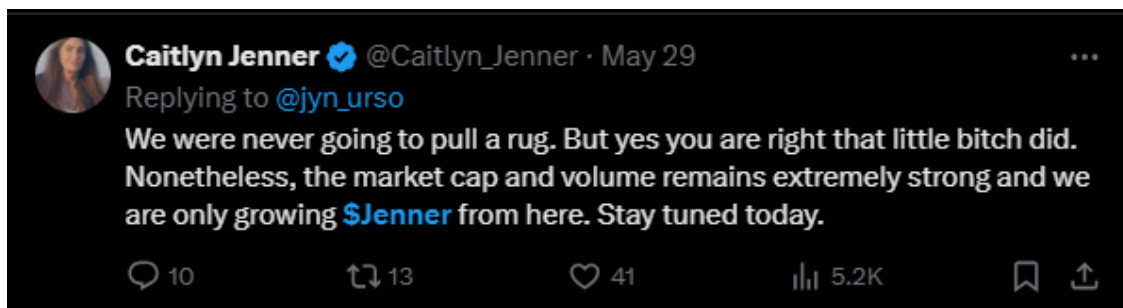 Caitlyn Jenner @Caitlyn_Jenner · May 29
Replying to @jyn_urso
We were never going to pull a rug. But yes you are right that little bitch did.
Nonetheless, the market cap and volume remains extremely strong and we
are only growing $Jenner from here. Stay tuned today.
10 13 41 5.2K